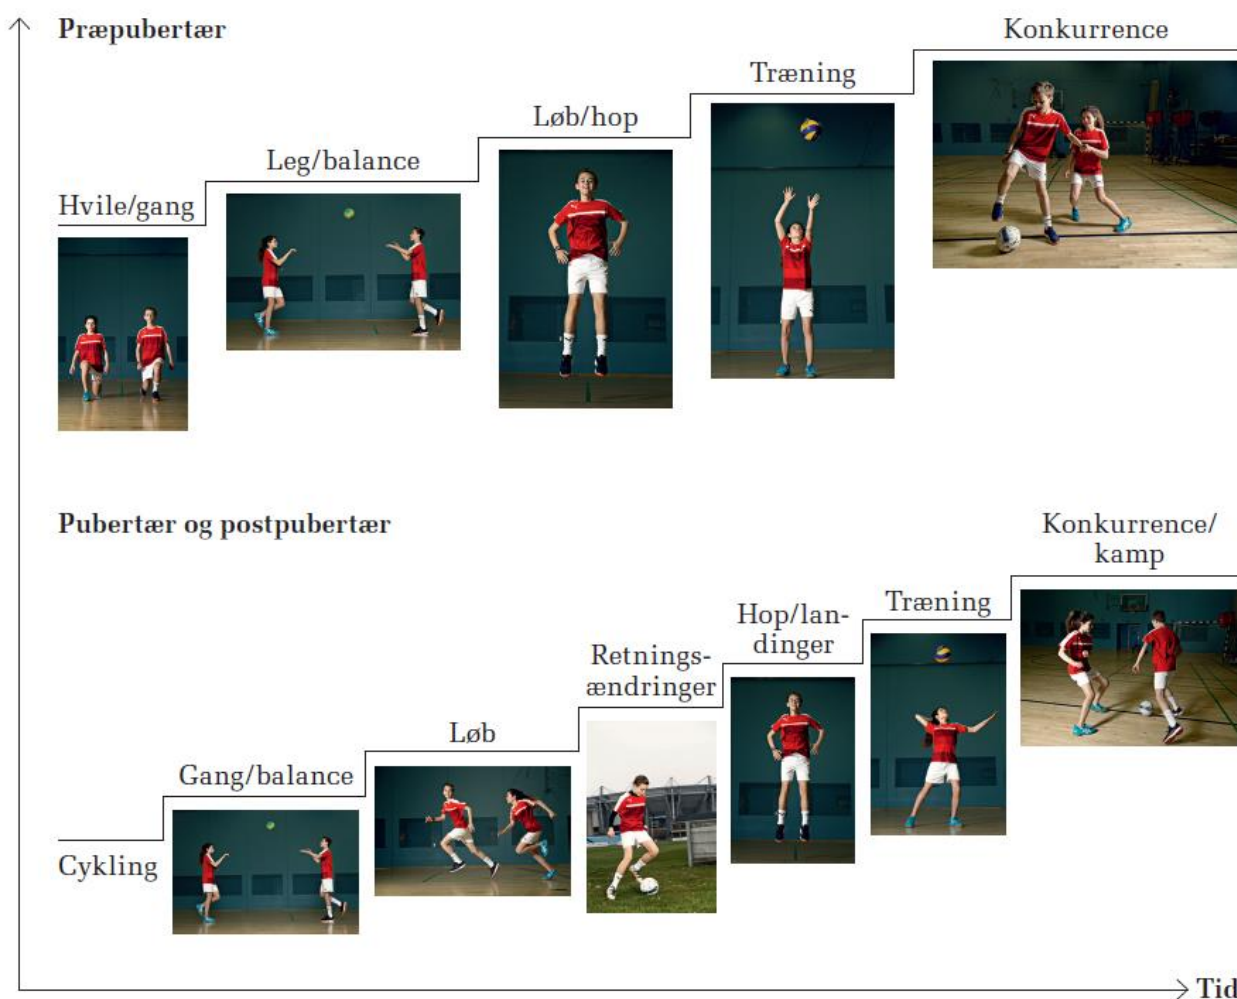 Præpubertær
Konkurrence
Træning
Løb/hop
Leg/balance
Hvile/gang
Pubertær og postpubertær
Konkurrence/
kamp
Træning
Hop/lan-
dinger
Retnings-
ændringer
Løb
Gang/balance
Cykling
Tid